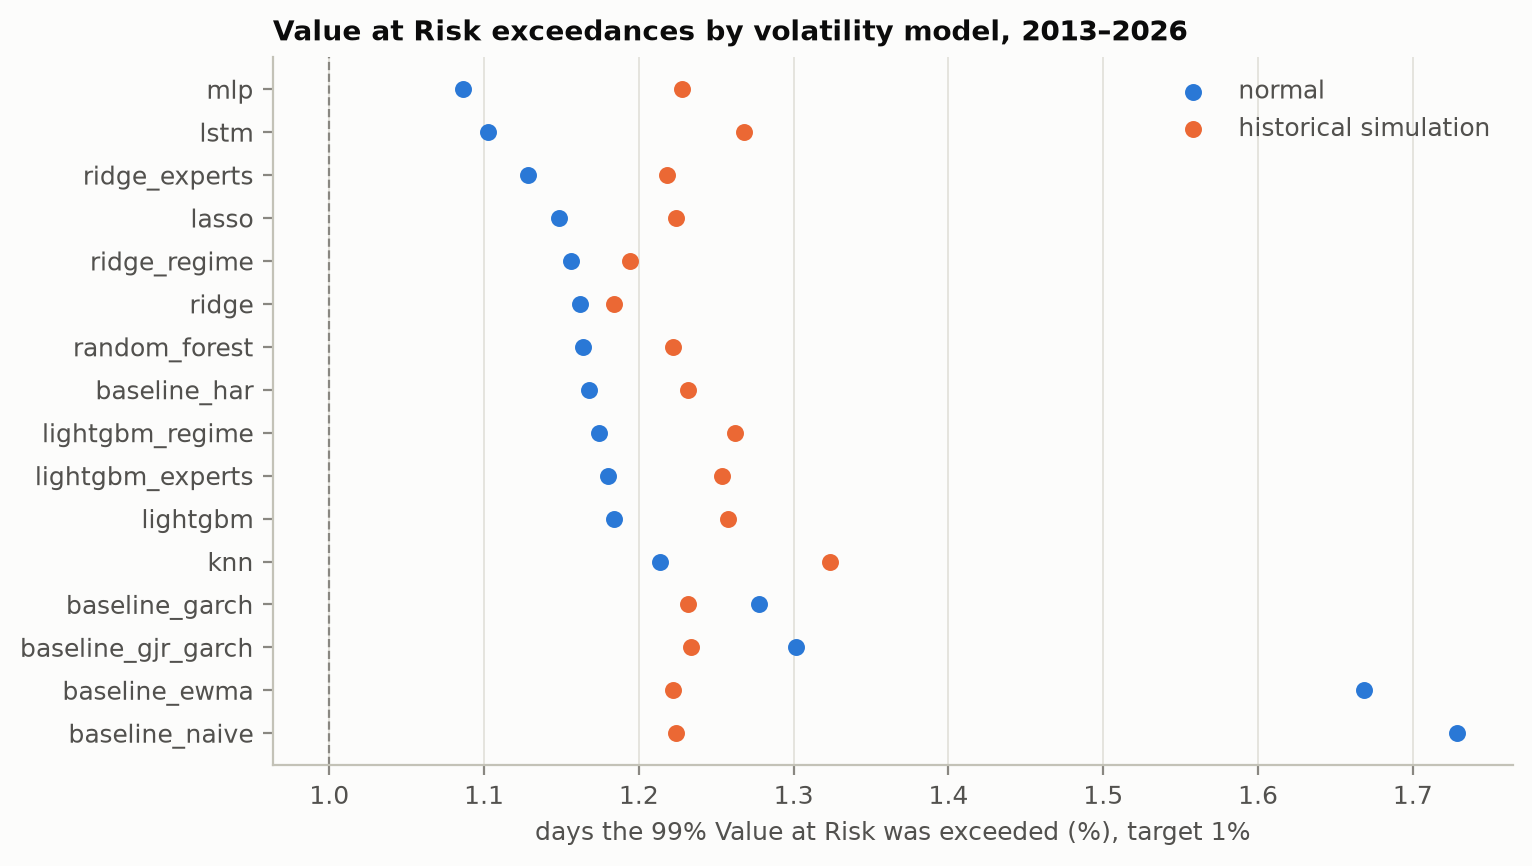 Value at Risk exceedances by volatility model, 2013–2026
normal
historical simulation
mlp
lstm
ridge_experts
lasso
ridge_regime
ridge
random_forest
baseline_har
lightgbm_regime
lightgbm_experts
lightgbm
knn
baseline_garch
baseline_gjr_garch
baseline_ewma
baseline_naive
1.0 1.1 1.2 1.3 1.4 1.5 1.6 1.7
days the 99% Value at Risk was exceeded (%), target 1%